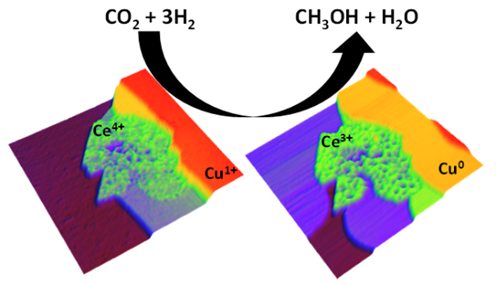 CO₂ + 3H₂
CH₃OH + H₂O
Ce⁴⁺
Cu¹⁺
Ce³⁺
Cu⁰